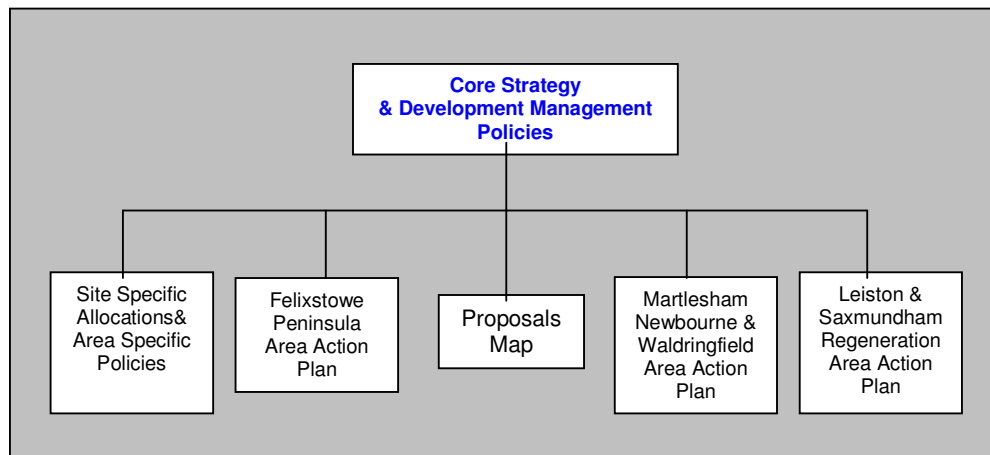 Core Strategy
& Development Management
Policies
Site Specific
Allocations&
Area Specific
Policies
Felixstowe
Peninsula
Area Action
Plan
Proposals
Map
Martlesham
Newbourne &
Waldringfield
Area Action
Plan
Leiston &
Saxmundham
Regeneration
Area Action
Plan